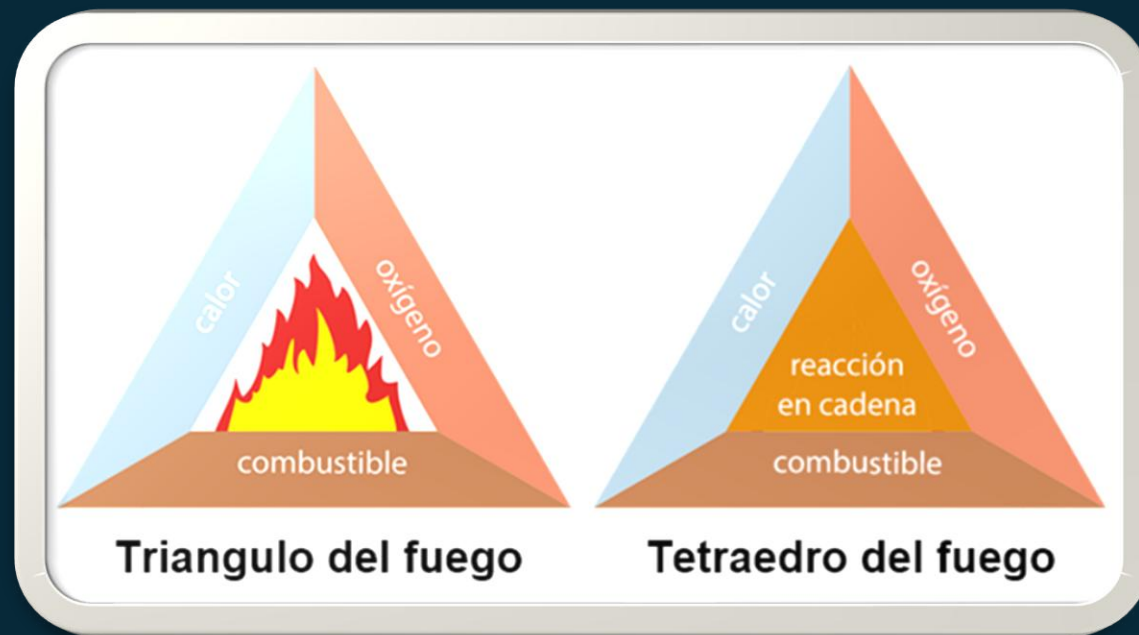 calor
oxígeno
combustible
Triangulo del fuego
calor
oxígeno
reacción
en cadena
combustible
Tetraedro del fuego